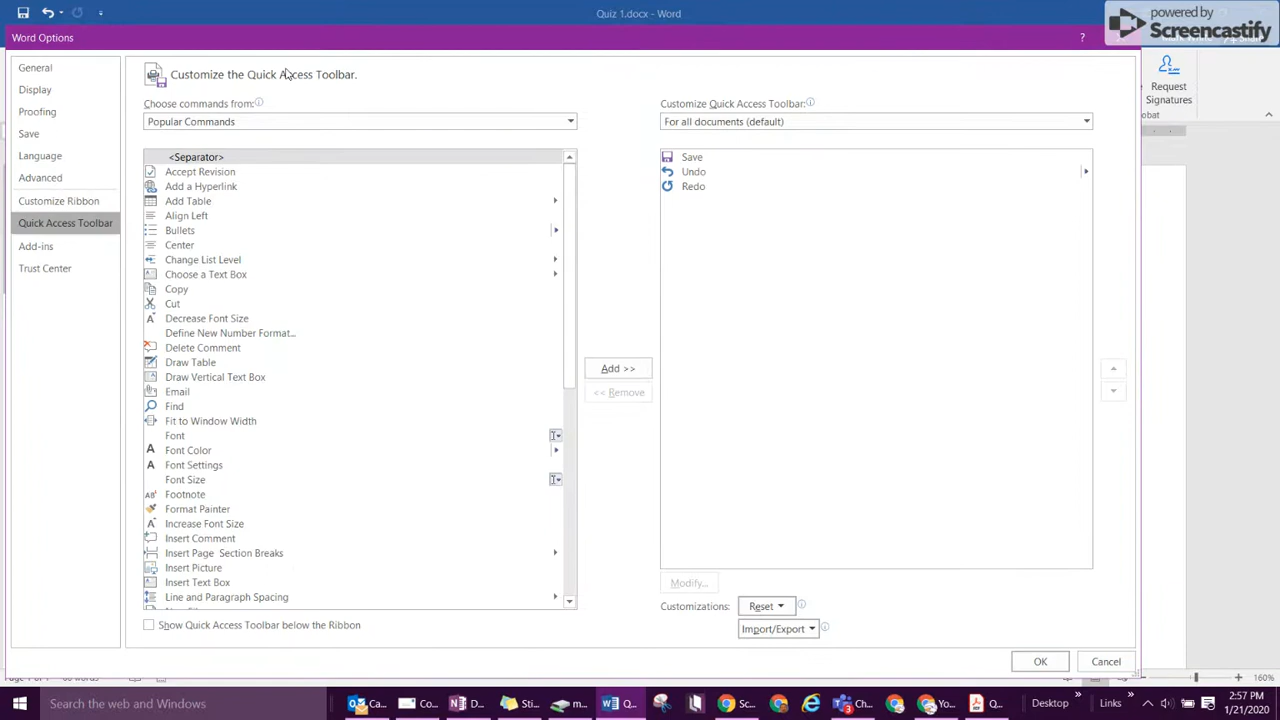 Quiz 1.docx - Word
powered by
Screencastify
Word Options
?
General
Display
Proofing
Save
Language
Advanced
Customize Ribbon
Quick Access Toolbar
Add-ins
Trust Center
Customize the Quick Access Toolbar.
Choose commands from:
Popular Commands
<Separator>
Accept Revision
Add a Hyperlink
Add Table
Align Left
Bullets
Center
Change List Level
Choose a Text Box
Copy
Cut
Decrease Font Size
Define New Number Format...
Delete Comment
Draw Table
Draw Vertical Text Box
Email
Find
Fit to Window Width
Font
Font Color
Font Settings
Font Size
Footnote
Format Painter
Increase Font Size
Insert Comment
Insert Page Section Breaks
Insert Picture
Insert Text Box
Line and Paragraph Spacing
Show Quick Access Toolbar below the Ribbon
Add >>
<< Remove
Customize Quick Access Toolbar:
For all documents (default)
Save
Undo
Redo
Modify...
Customizations:
Reset
Import/Export
OK
Cancel
Request
Signatures
160%
Search the web and Windows
Ca...
Co...
D...
Sti...
m...
Q...
Sc...
Ch...
Yo...
Q...
Desktop
Links
2:57 PM
1/21/2020